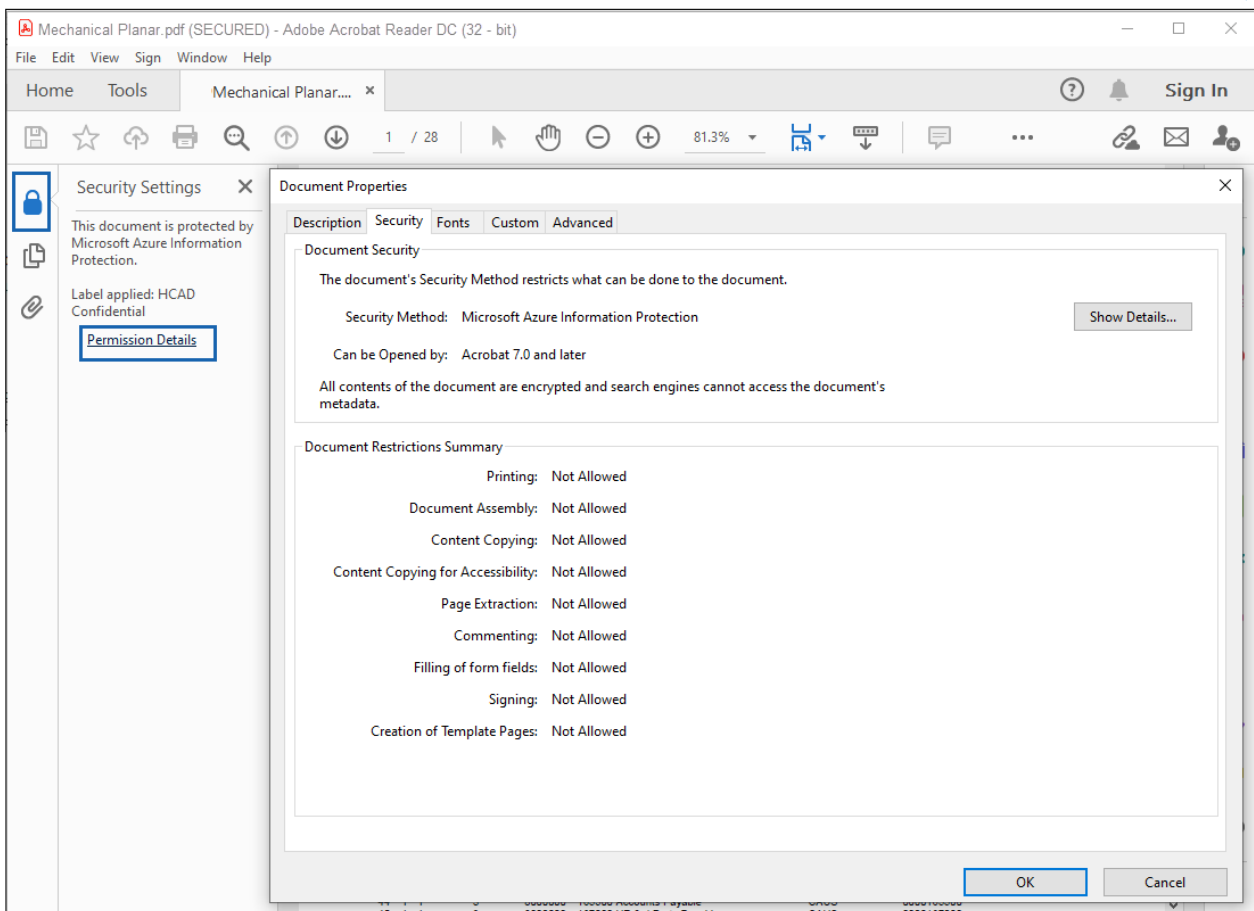 Mechanical Planar.pdf (SECURED) - Adobe Acrobat Reader DC (32 - bit)
File Edit View Sign Window Help
Home Tools Mechanical Planar.... × Sign In
1 / 28 81.3%
Security Settings
This document is protected by
Microsoft Azure Information
Protection.
Label applied: HCAD
Confidential
Permission Details
Document Properties
Description Security Fonts Custom Advanced
Document Security
The document's Security Method restricts what can be done to the document.
Security Method: Microsoft Azure Information Protection
Show Details...
Can be Opened by: Acrobat 7.0 and later
All contents of the document are encrypted and search engines cannot access the document's
metadata.
Document Restrictions Summary
Printing: Not Allowed
Document Assembly: Not Allowed
Content Copying: Not Allowed
Content Copying for Accessibility: Not Allowed
Page Extraction: Not Allowed
Commenting: Not Allowed
Filling of form fields: Not Allowed
Signing: Not Allowed
Creation of Template Pages: Not Allowed
OK Cancel